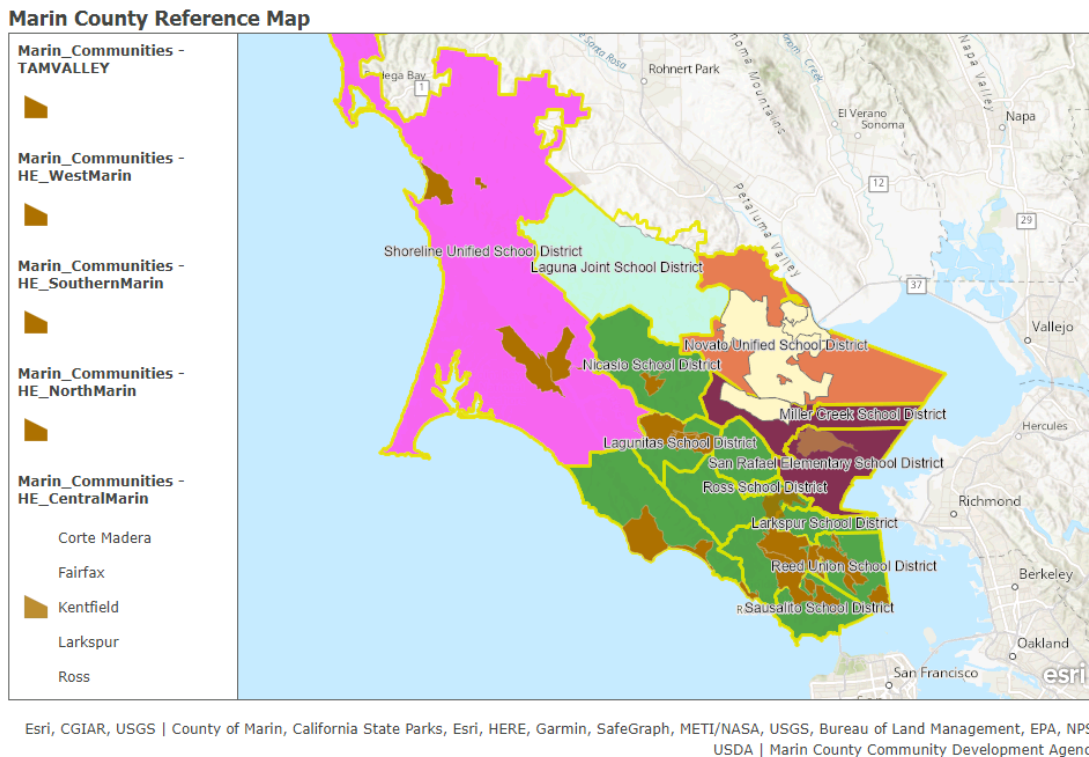 Marin County Reference Map
Marin_Communities -
TAMVALLEY
Marin_Communities -
HE_WestMarin
Marin_Communities -
HE_SouthernMarin
Marin_Communities -
HE_NorthMarin
Marin_Communities -
HE_CentralMarin
Corte Madera
Fairfax
Kentfield
Larkspur
Ross
Rohnert Park
1
El Verano
Sonoma
Napa
Napa Valley
12
29
Petaluma Valley
37
Shoreline Unified School District
Laguna Joint School District
Vallejo
Novato Unified School District
Nicasio School District
Miller Creek School District
Hercules
Lagunitas School District
San Rafael Elementary School District
Ross School District
Richmond
Larkspur School District
Reed Union School District
Berkeley
Sausalito School District
Oakland
San Francisco
esri
Esri, CGIAR, USGS | County of Marin, California State Parks, Esri, HERE, Garmin, SafeGraph, METI/NASA, USGS, Bureau of Land Management, EPA, NPS
USDA | Marin County Community Development Agenc